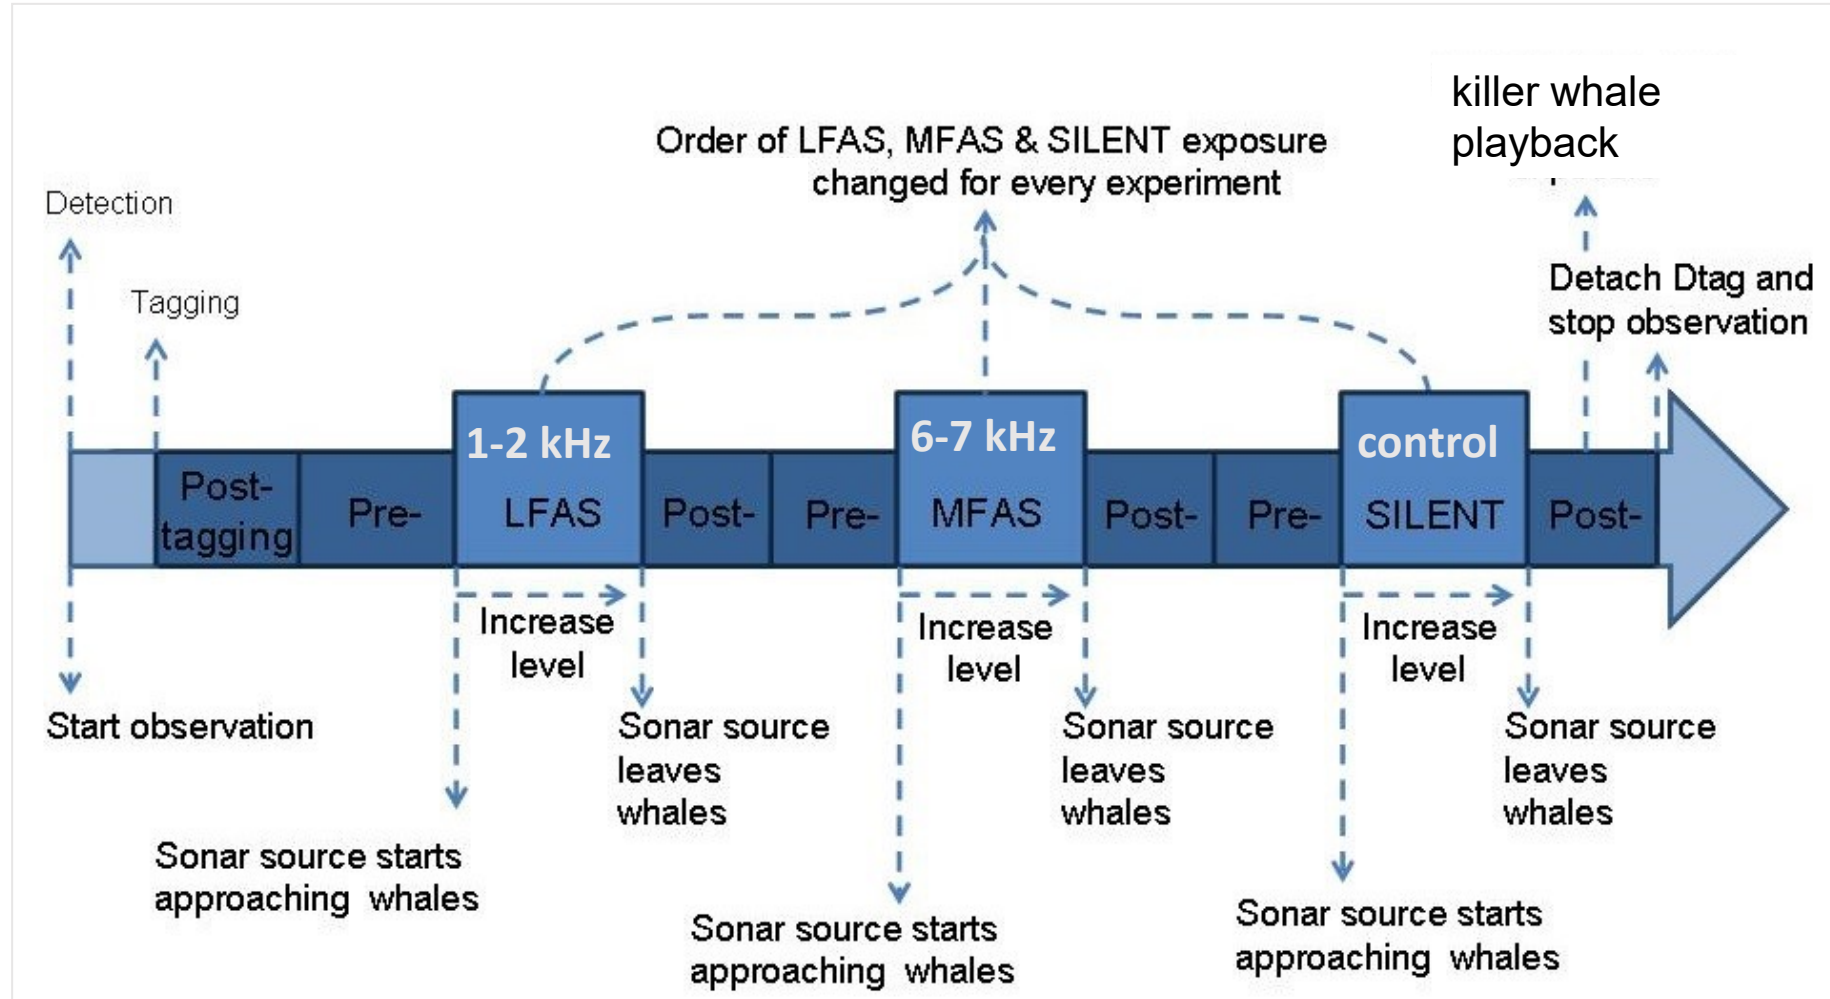 killer whale
playback
Order of LFAS, MFAS & SILENT exposure
changed for every experiment
Detection
Tagging
Detach Dtag and
stop observation
1-2 kHz
6-7 kHz
control
Post-
tagging
Pre-
LFAS
Post-
Pre-
MFAS
Post-
Pre-
SILENT
Post-
Increase
level
Increase
level
Increase
level
Start observation
Sonar source
leaves
whales
Sonar source
leaves
whales
Sonar source
leaves
whales
Sonar source starts
approaching whales
Sonar source starts
approaching whales
Sonar source starts
approaching whales